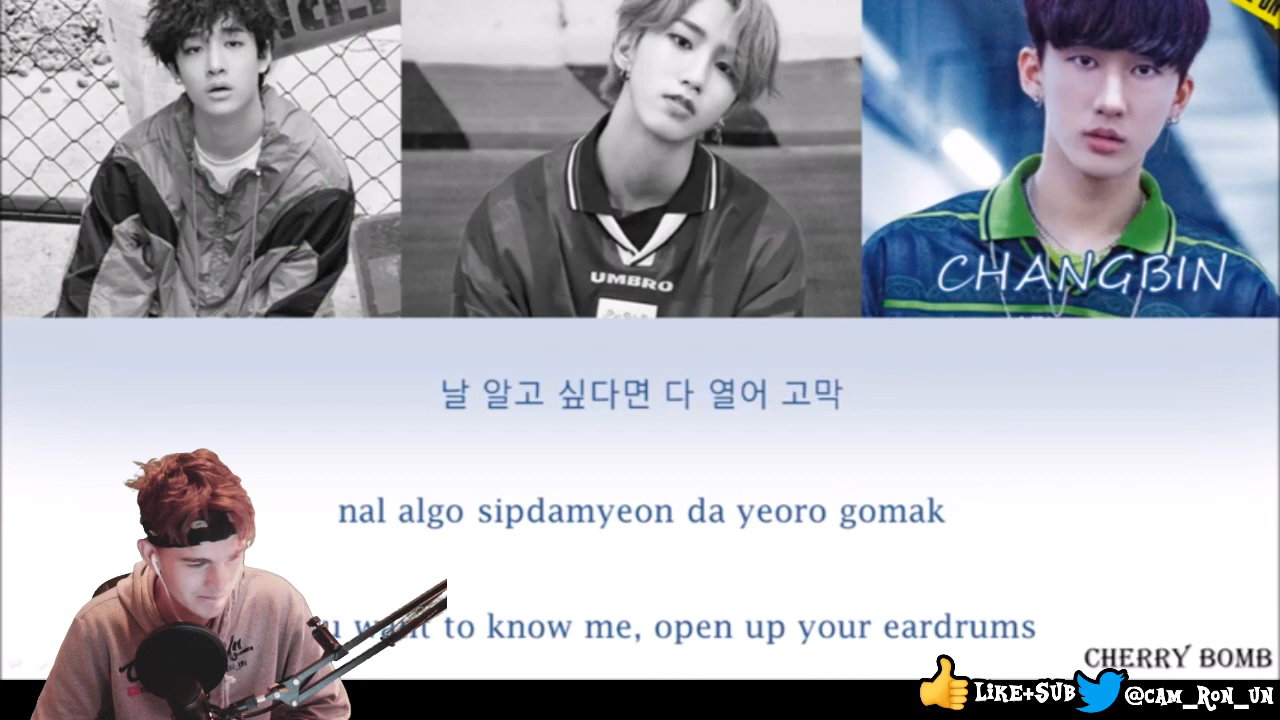 UMBRO
CHANGBIN
날 알고 싶다면 다 열어 고막
nal algo sipdamyeon da yeoro gomak
to know me, open up your eardrums
CHERRY BOMB
LIKE+SUB
@CAM_RON_UN